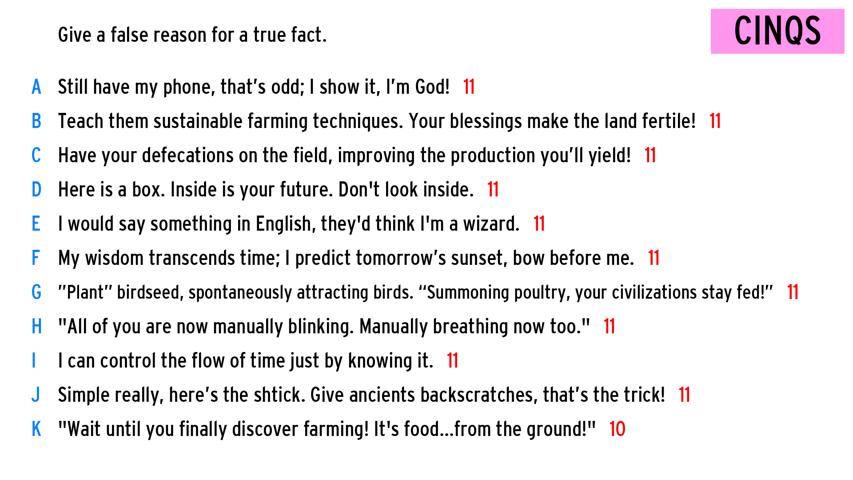 CINQS
Give a false reason for a true fact.
A Still have my phone, that's odd; I show it, I'm God! 11
B Teach them sustainable farming techniques. Your blessings make the land fertile! 11
C Have your defecations on the field, improving the production you'll yield! 11
D Here is a box. Inside is your future. Don't look inside. 11
E I would say something in English, they'd think I'm a wizard. 11
F My wisdom transcends time; I predict tomorrow's sunset, bow before me. 11
G ”Plant” birdseed, spontaneously attracting birds. “Summoning poultry, your civilizations stay fed!” 11
H "All of you are now manually blinking. Manually breathing now too." 11
I I can control the flow of time just by knowing it. 11
J Simple really, here's the shtick. Give ancients backscratches, that's the trick! 11
K "Wait until you finally discover farming! It's food...from the ground!" 10